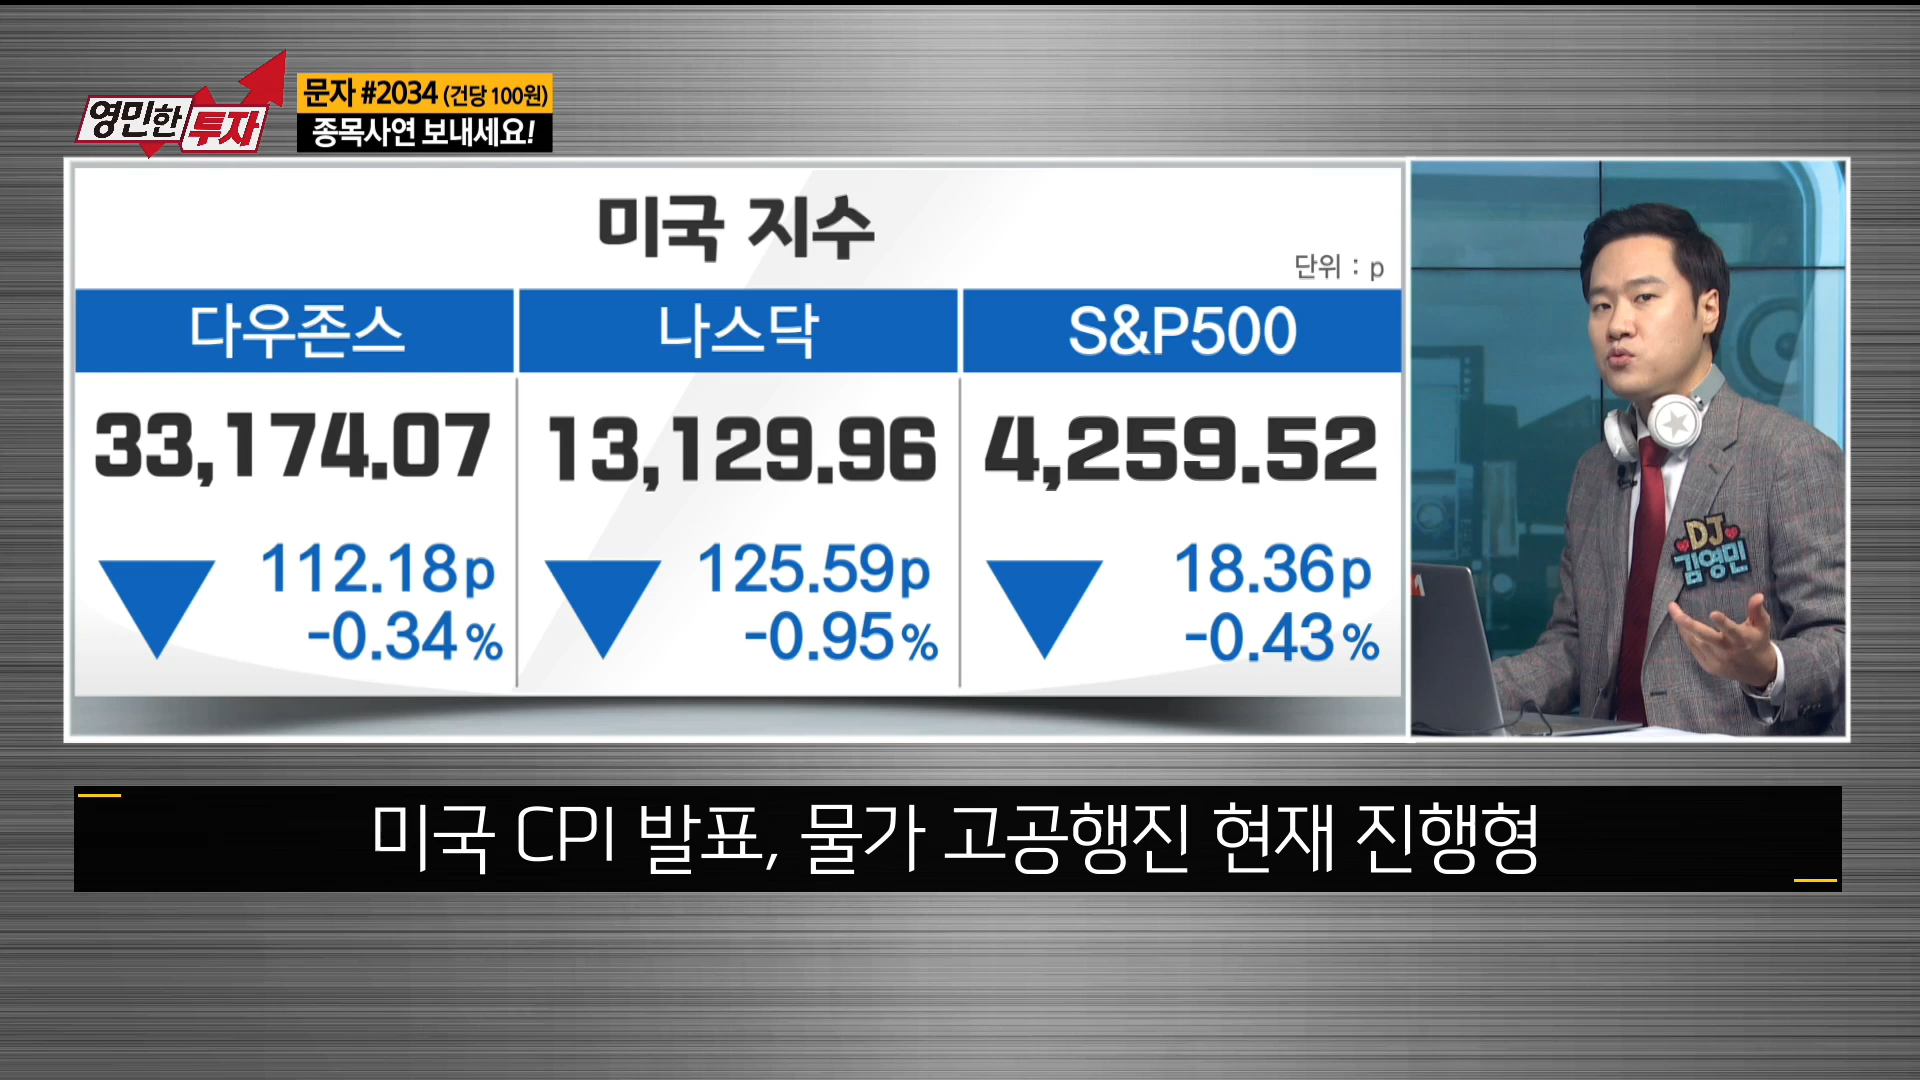 영민한 투자
문자 #2034 (건당 100원)
종목사연 보내세요!
미국 지수
단위 : p
다우존스 나스닥 S&P500
33,174.07 13,129.96 4,259.52
▼ 112.18p ▼ 125.59p ▼ 18.36p
-0.34% -0.95% -0.43%
DJ
김영민
미국 CPI 발표, 물가 고공행진 현재 진행형